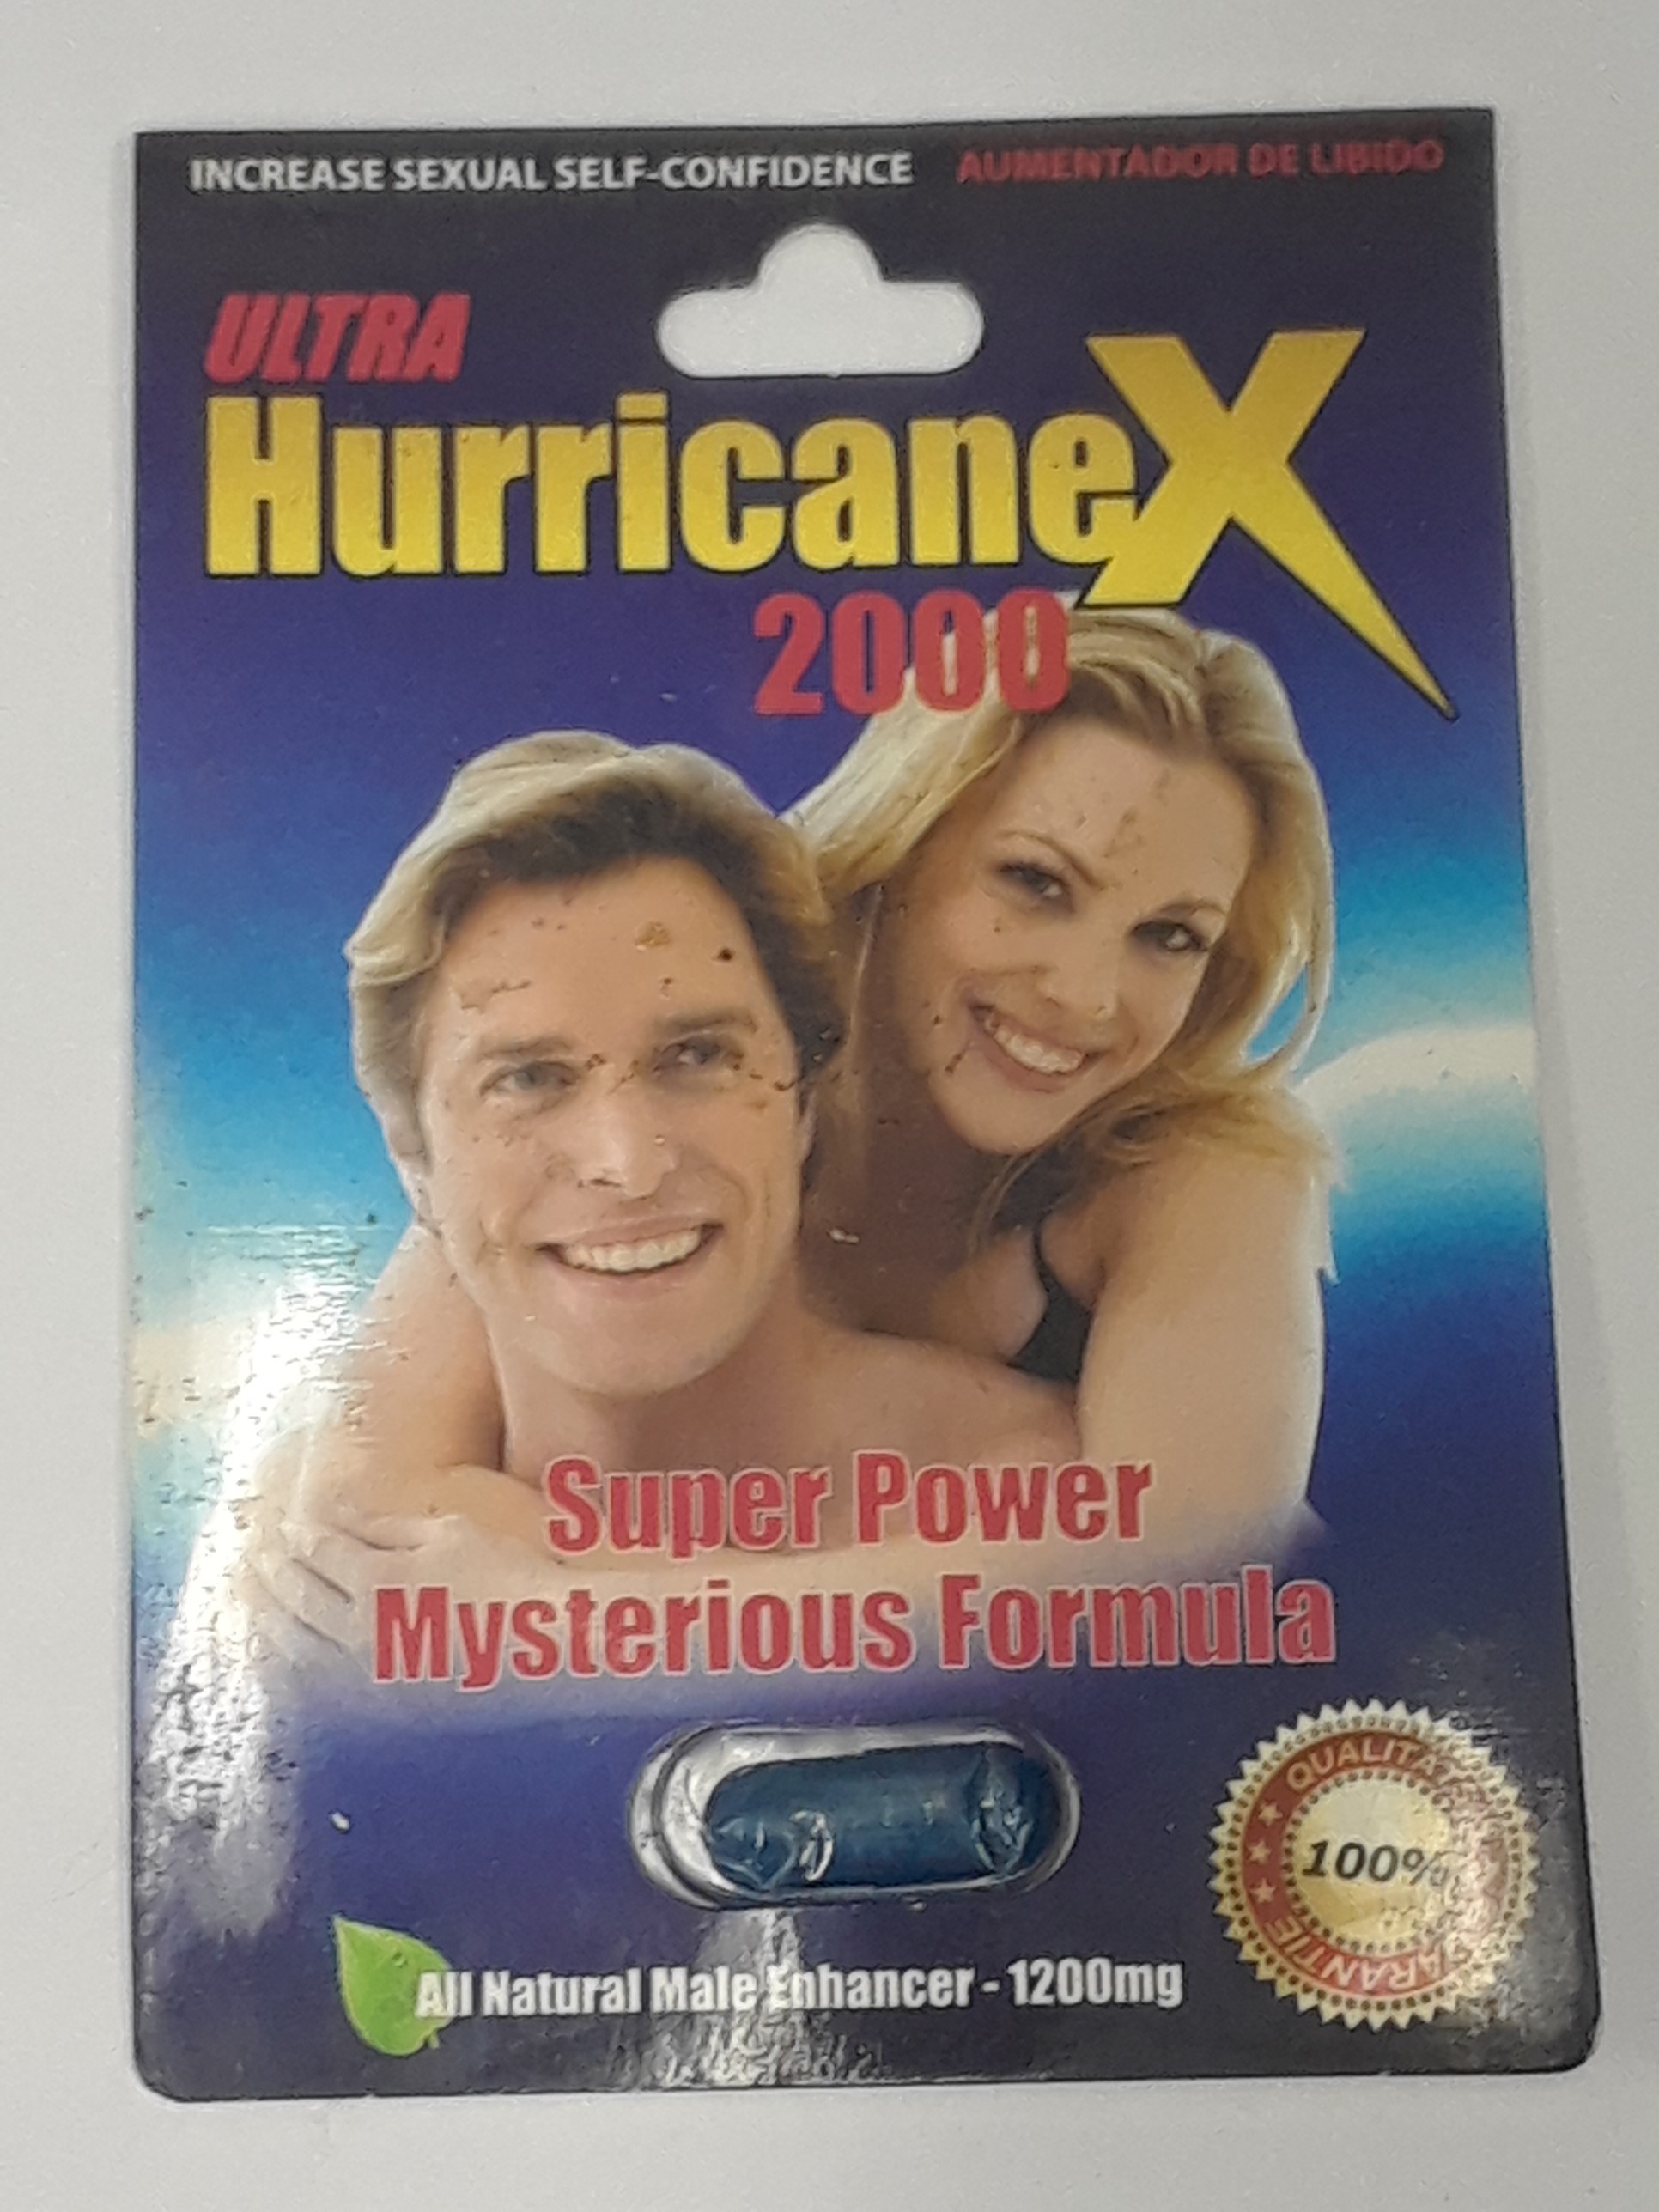 INCREASE SEXUAL SELF-CONFIDENCE AUMENTADOR DE LIBIDO
ULTRA
HurricaneX
2000
Super Power
Mysterious Formula
100%
All Natural Male Enhancer - 1200mg